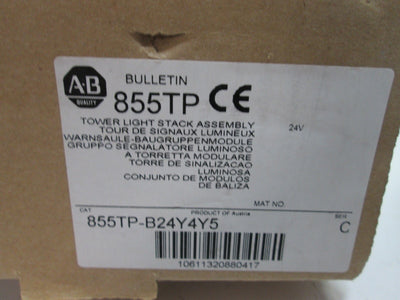 A-B
QUALITY
BULLETIN
855TP CE
TOWER LIGHT STACK ASSEMBLY
24V
TOUR DE SIGNAUX LUMINEUX
WARNSAULE-BAUGRUPPENMODULE
GRUPPO SEGNALATORE LUMINOSO
A TORRETTA MODULARE
TORRE DE SINALIZACAO
LUMINOSA
CONJUNTO DE MODULOS
DE BALIZA
MAT NO.
CAT
PRODUCT OF Austria
SER
855TP-B24Y4Y5
C
10611320880417